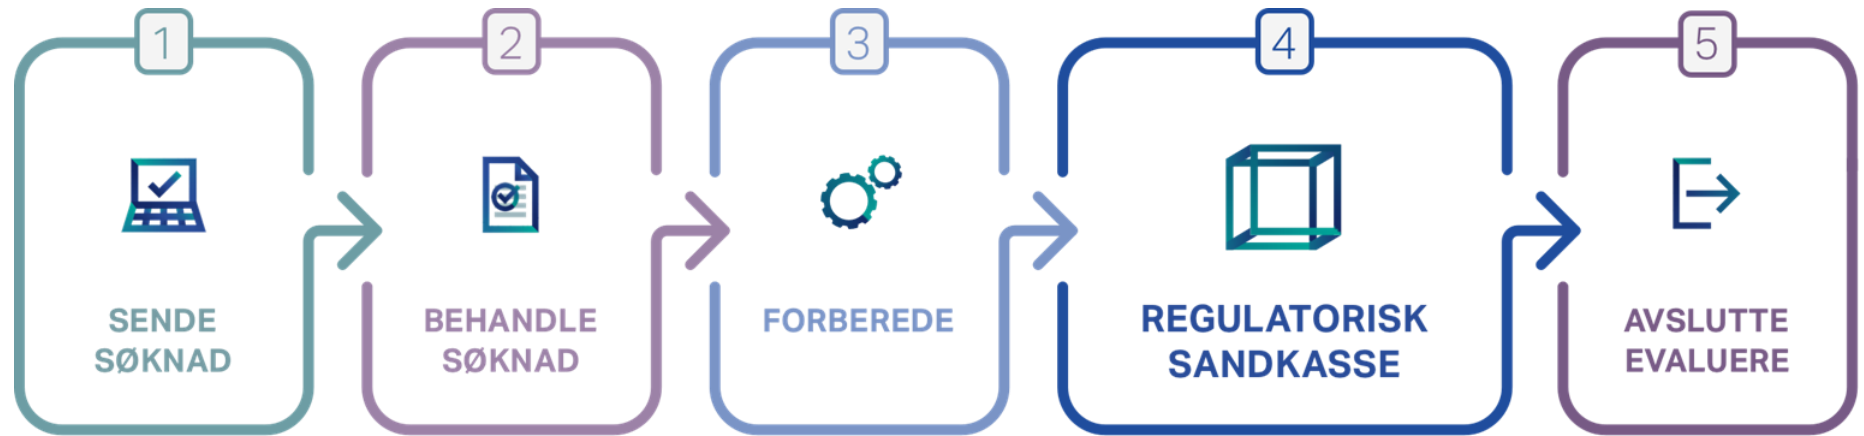 1
SENDE
SØKNAD
2
BEHANDLE
SØKNAD
3
FORBEREDE
4
REGULATORISK
SANDKASSE
5
AVSLUTTE
EVALUERE